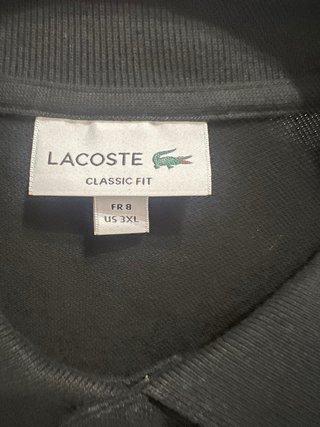 LACOSTE
CLASSIC FIT
FR 8
US 3XL